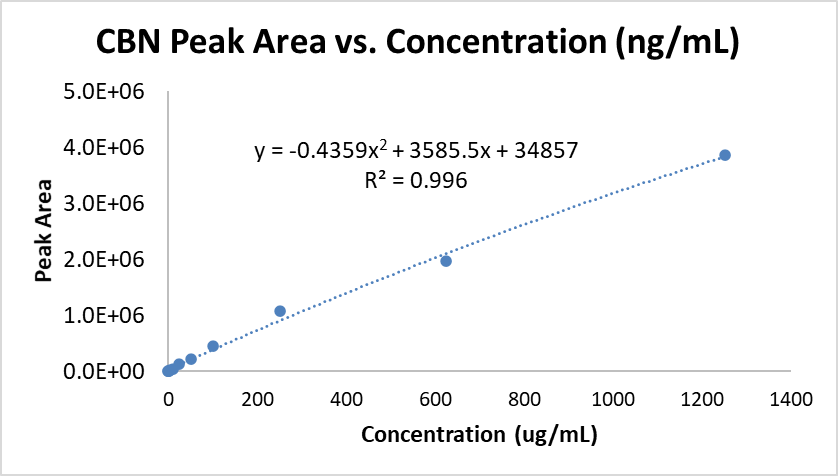 CBN Peak Area vs. Concentration (ng/mL)
5.0E+06
4.0E+06
3.0E+06
2.0E+06
1.0E+06
0.0E+00
Peak Area
y = -0.4359x² + 3585.5x + 34857
R² = 0.996
0 200 400 600 800 1000 1200 1400
Concentration (ug/mL)